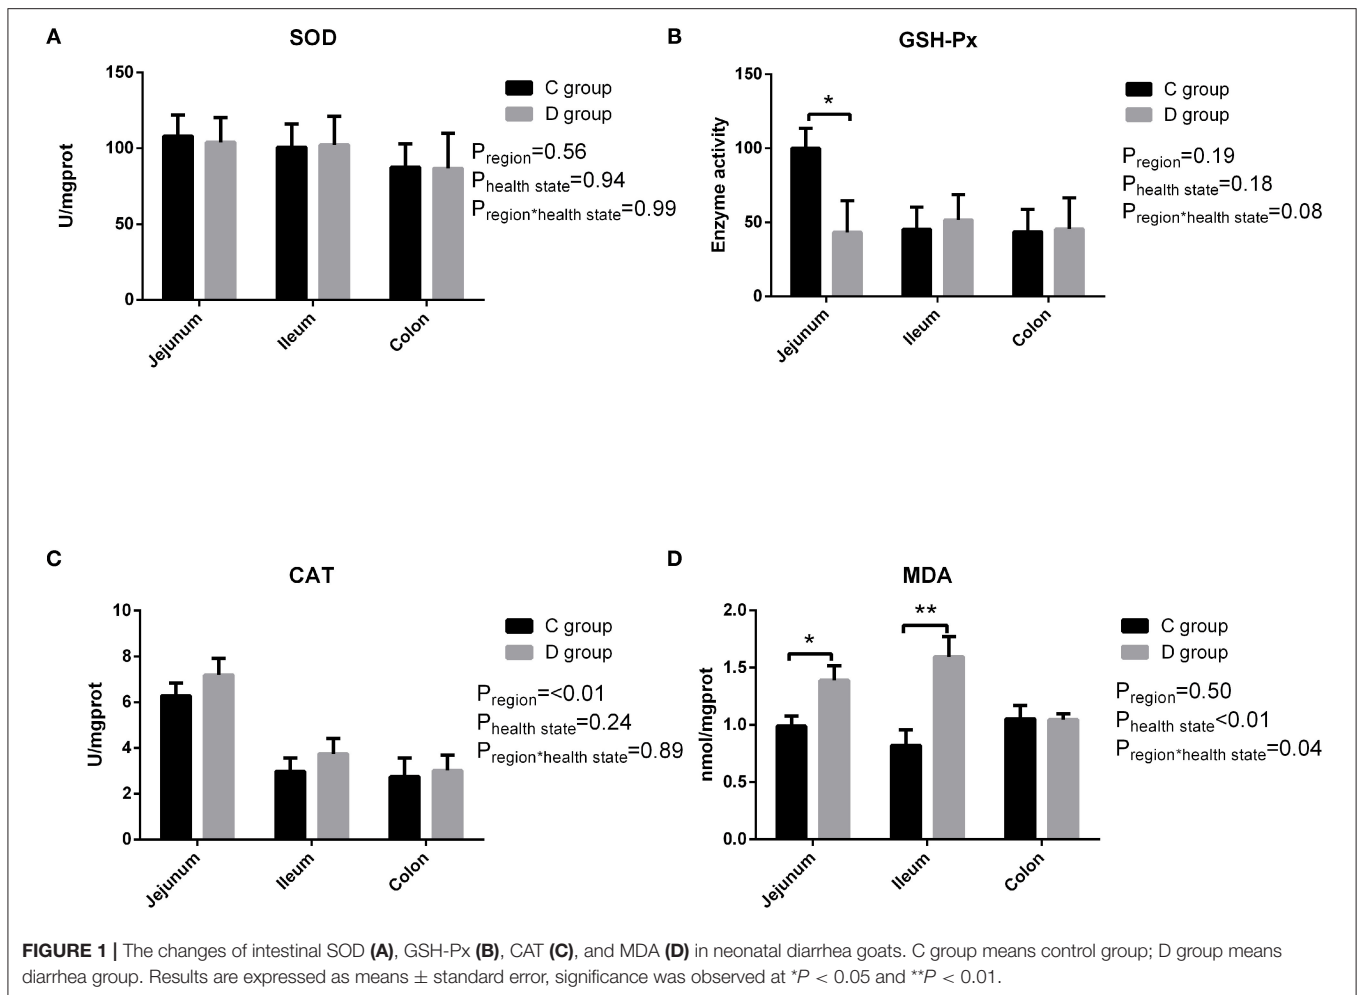 A
SOD
150
100
50
0
U/mgprot
Jejunum
Ileum
Colon
C group
D group
Pregion=0.56
Phealth state=0.94
Pregion*health state=0.99
B
GSH-Px
150
100
50
0
Enzyme activity
*
Jejunum
Ileum
Colon
C group
D group
Pregion=0.19
Phealth state=0.18
Pregion*health state=0.08
C
CAT
10
8
6
4
2
0
U/mgprot
Jejunum
Ileum
Colon
C group
D group
Pregion=<0.01
Phealth state=0.24
Pregion*health state=0.89
D
MDA
2.0
1.5
1.0
0.5
0.0
nmol/mgprot
*
**
Jejunum
Ileum
Colon
C group
D group
Pregion=0.50
Phealth state<0.01
Pregion*health state=0.04
FIGURE 1 | The changes of intestinal SOD (A), GSH-Px (B), CAT (C), and MDA (D) in neonatal diarrhea goats. C group means control group; D group means
diarrhea group. Results are expressed as means ± standard error, significance was observed at *P < 0.05 and **P < 0.01.